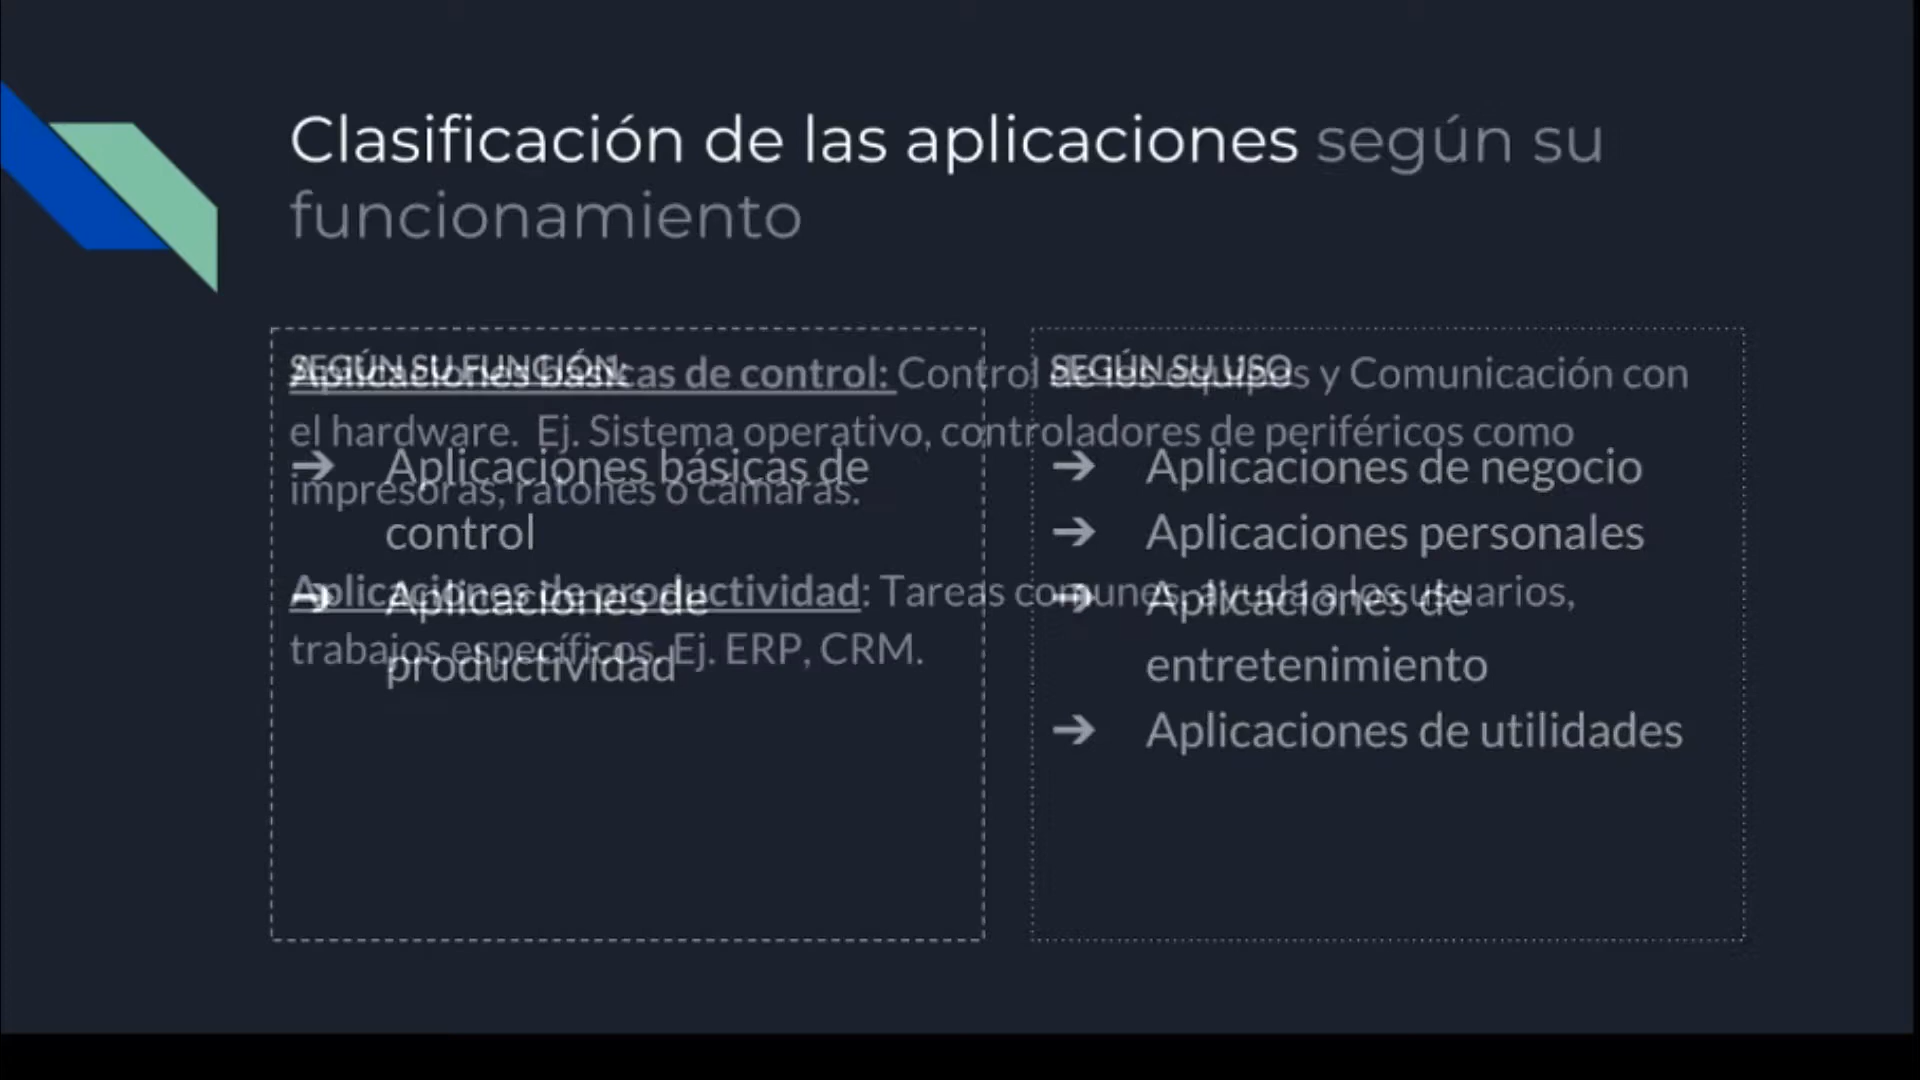 Clasificación de las aplicaciones según su
funcionamiento
SEGÚN SU FUNCIÓN:
➔ Aplicaciones básicas de
control
➔ Aplicaciones de
productividad
SEGÚN SU USO
➔ Aplicaciones de negocio
➔ Aplicaciones personales
➔ Aplicaciones de
entretenimiento
➔ Aplicaciones de utilidades
Aplicaciones básicas de control: Control de los equipos y Comunicación con
el hardware. Ej. Sistema operativo, controladores de periféricos como
impresoras, ratones o cámaras.
Aplicaciones de productividad: Tareas comunes, ayuda a los usuarios,
trabajos específicos. Ej. ERP, CRM.